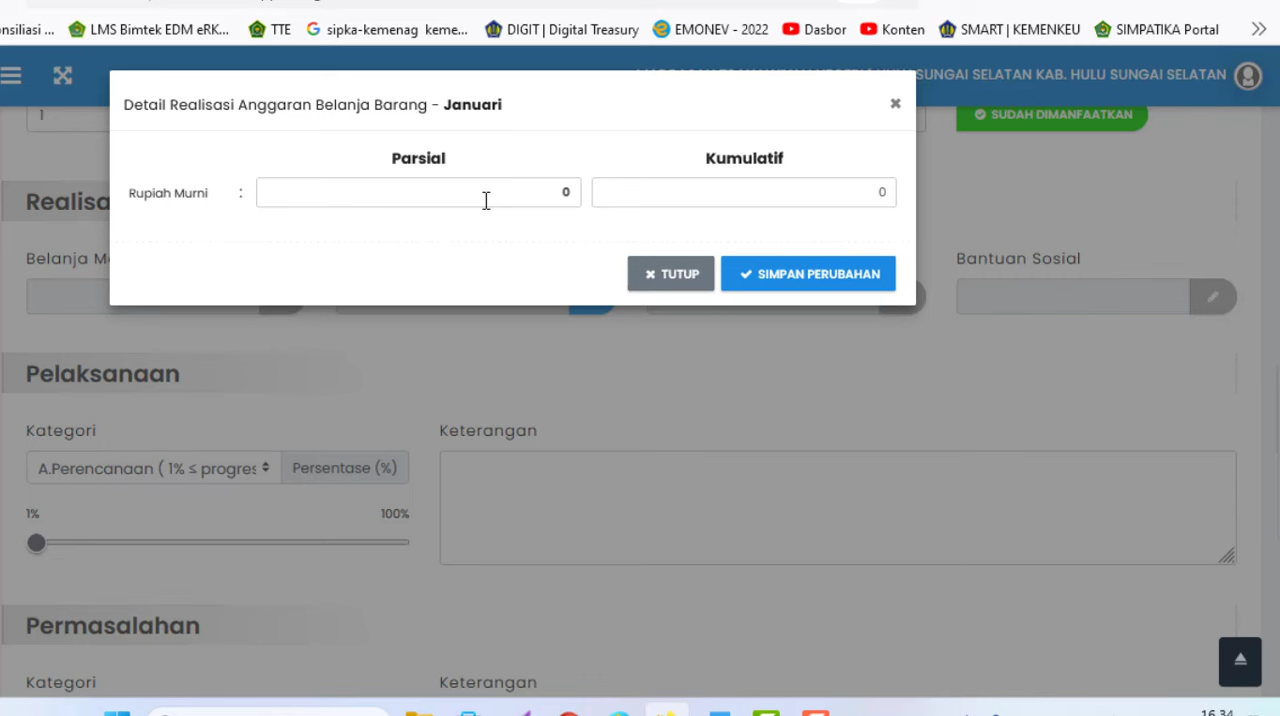 nsiliasi ... LMS Bimtek EDM eRK... TTE sipka-kemenag keme... DIGIT | Digital Treasury EMONEV - 2022 Dasbor Konten SMART | KEMENKEU SIMPATIKA Portal
SUNGAI SELATAN KAB. HULU SUNGAI SELATAN
Detail Realisasi Anggaran Belanja Barang - Januari
1 SUDAH DIMANFAATKAN
Parsial Kumulatif
Rupiah Murni : 0 0
Realisa
Belanja M Bantuan Sosial
TUTUP SIMPAN PERUBAHAN
Pelaksanaan
Kategori Keterangan
A.Perencanaan ( 1% ≤ progres Persentase (%)
1% 100%
Permasalahan
Kategori Keterangan
16.34